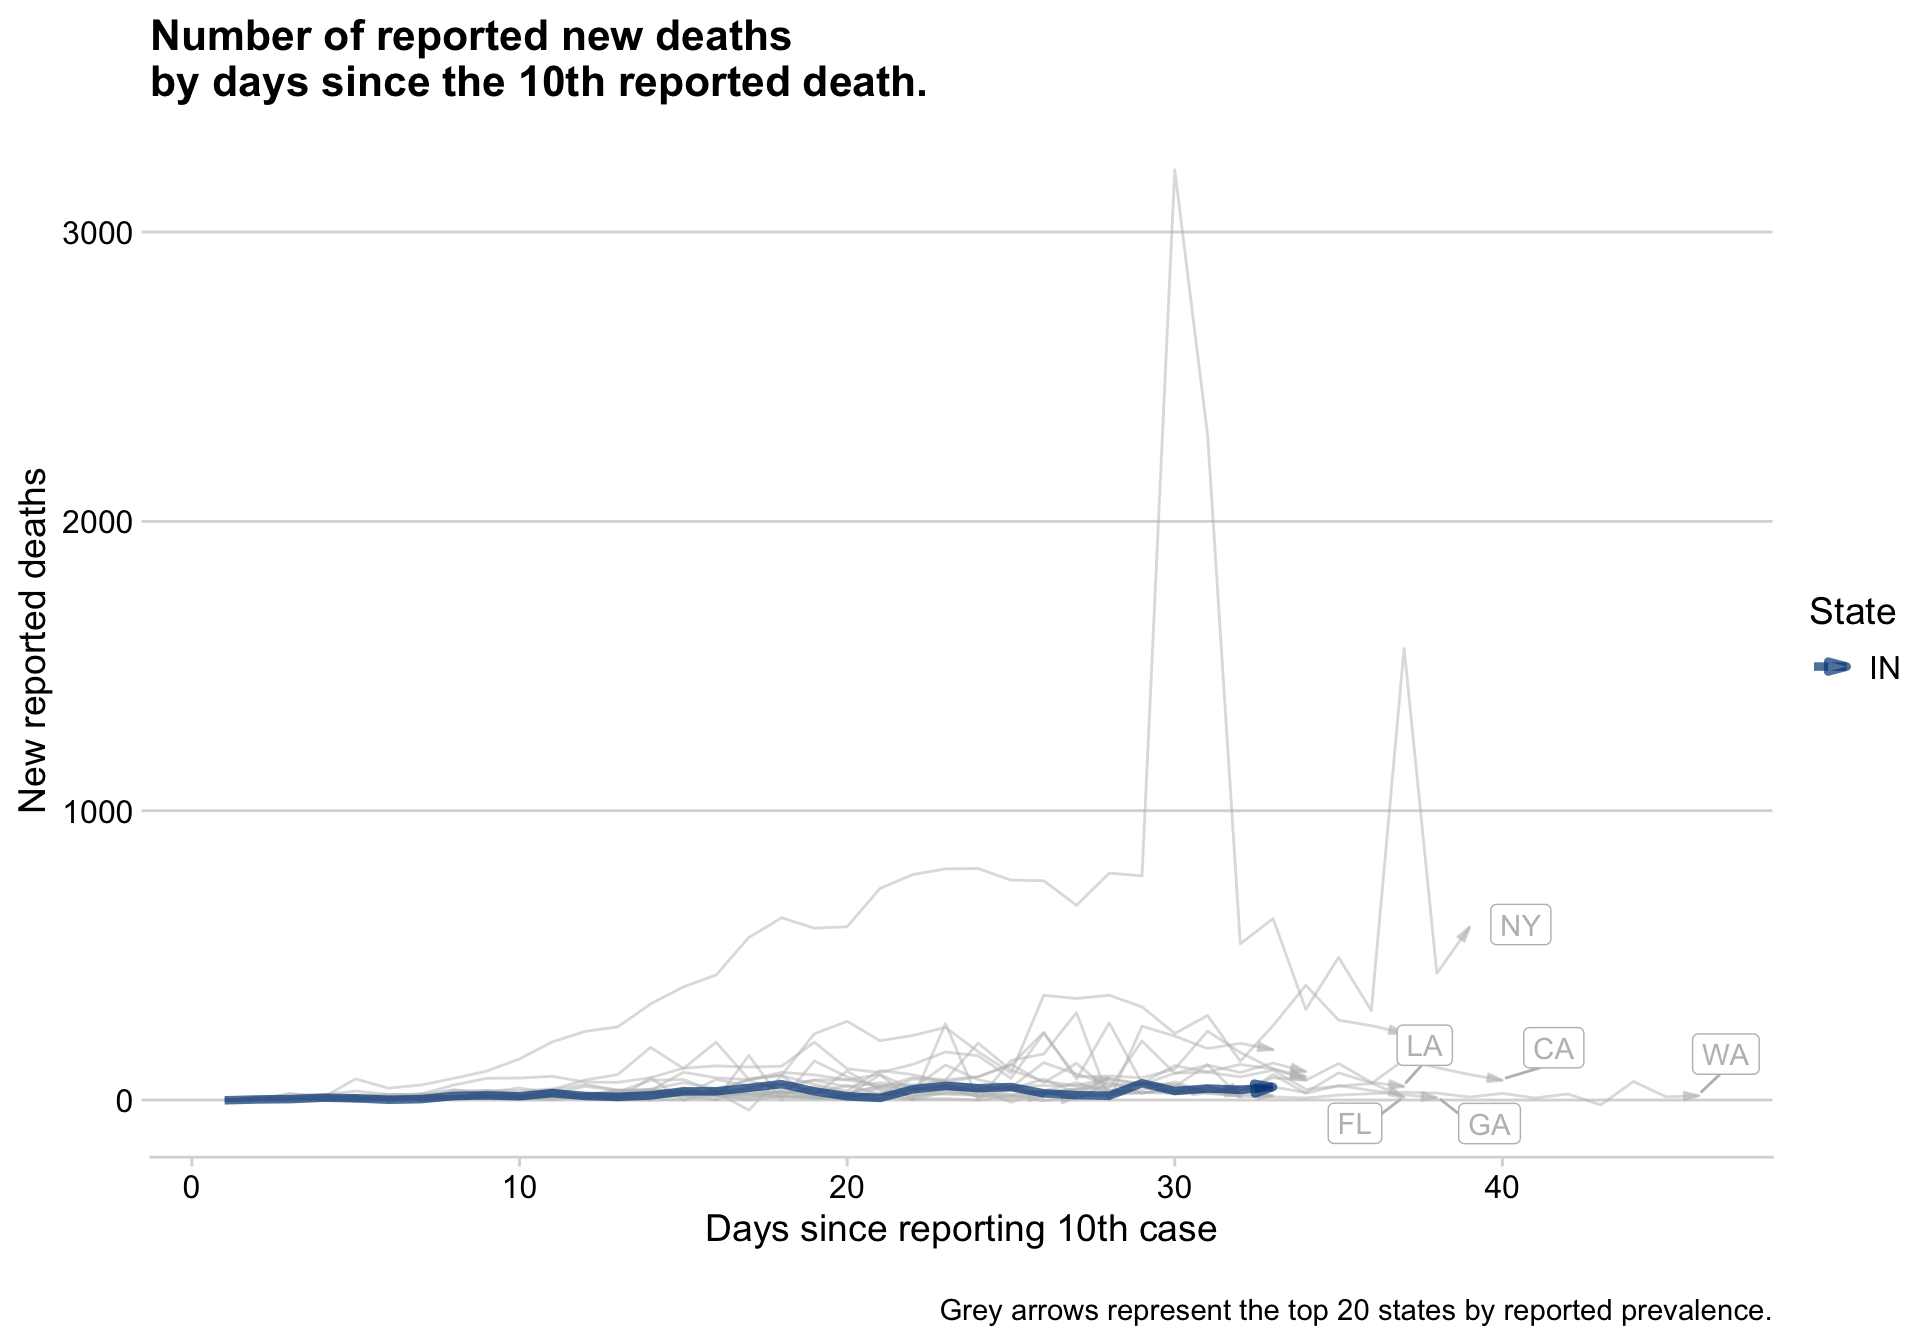 Number of reported new deaths
by days since the 10th reported death.
New reported deaths
3000
2000
1000
0
NY
LA
CA
WA
FL
GA
State
IN
0 10 20 30 40
Days since reporting 10th case
Grey arrows represent the top 20 states by reported prevalence.